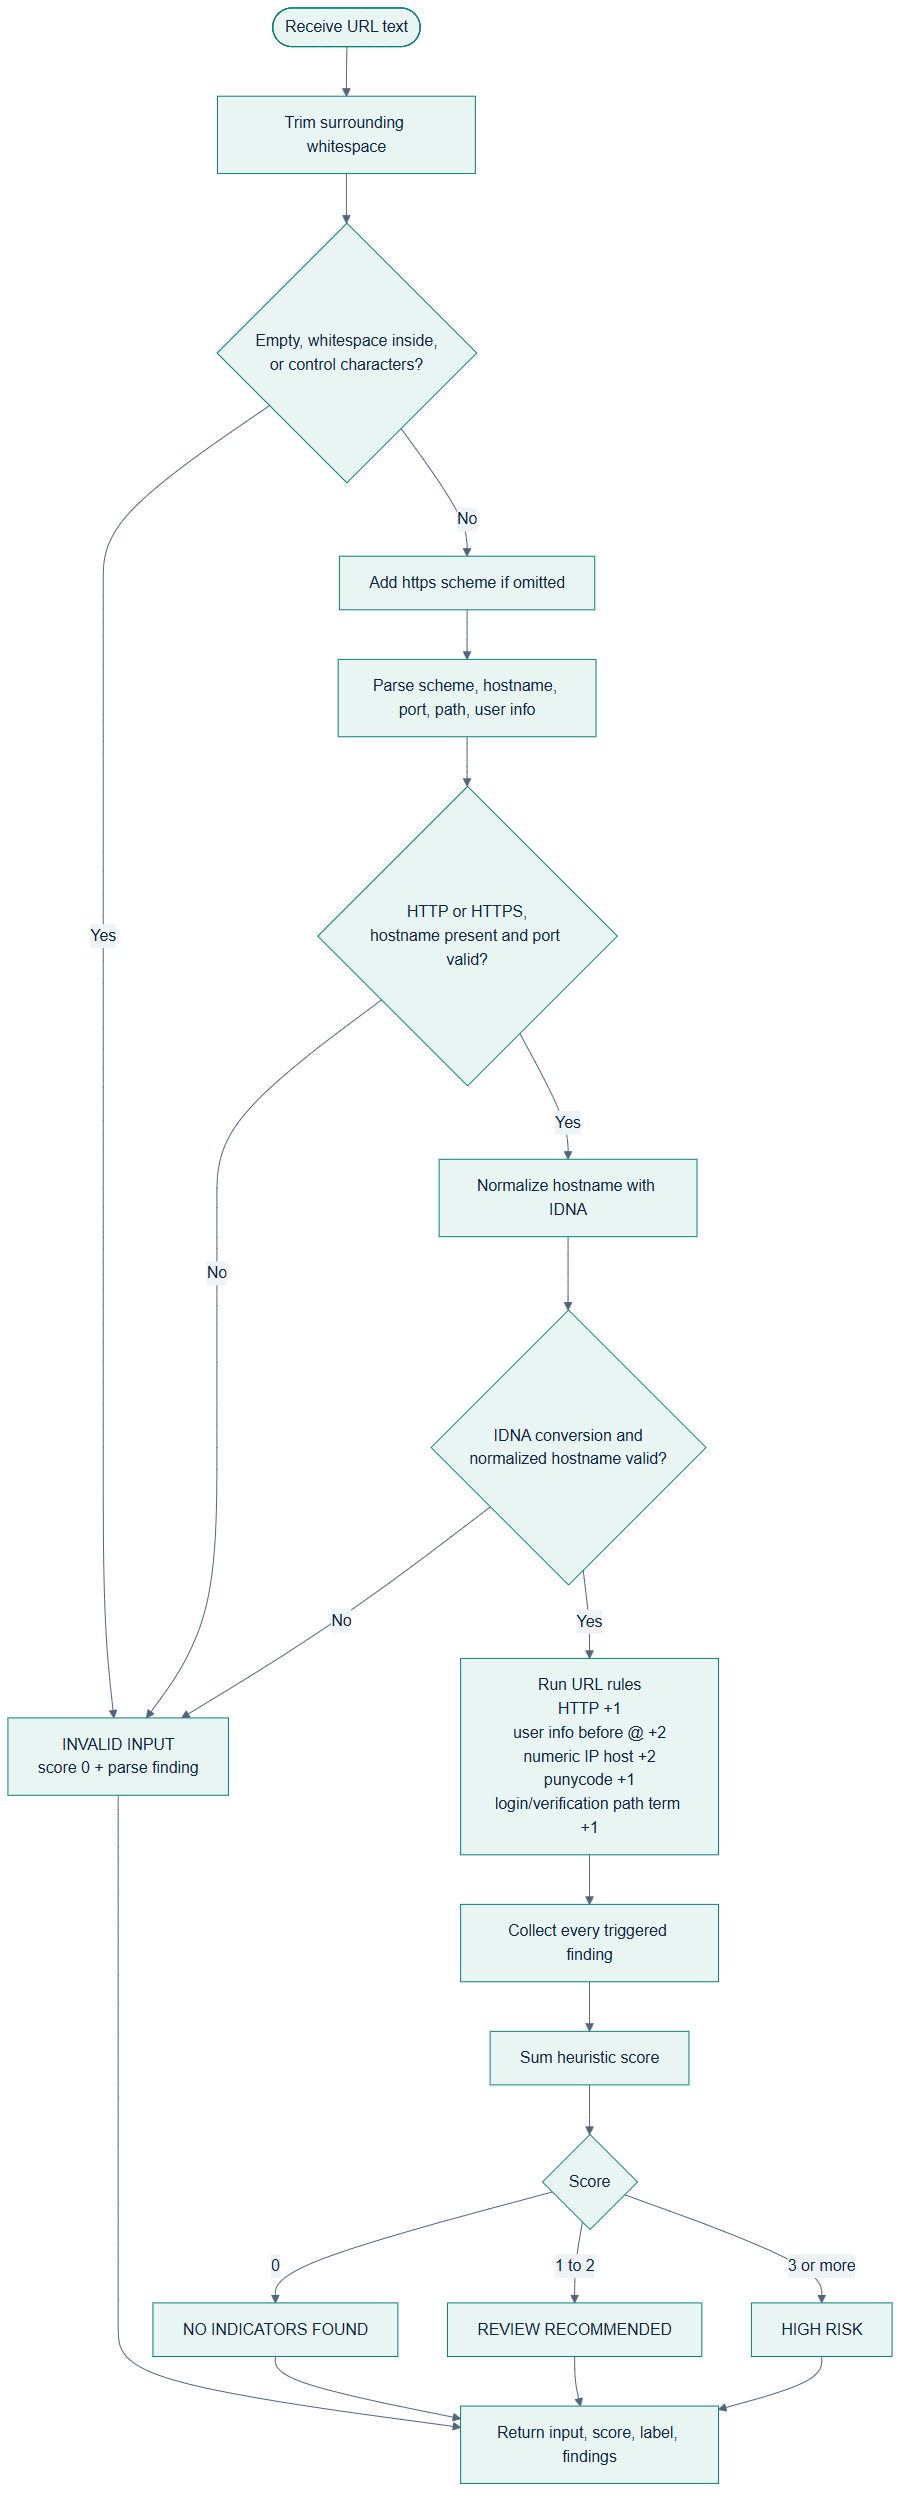 Receive URL text
Trim surrounding
whitespace
Empty, whitespace inside,
or control characters?
No
Add https scheme if omitted
Parse scheme, hostname,
port, path, user info
Yes
HTTP or HTTPS,
hostname present and port
valid?
Yes
Normalize hostname with
IDNA
No
IDNA conversion and
normalized hostname valid?
No
Yes
Run URL rules
HTTP +1
user info before @ +2
numeric IP host +2
punycode +1
login/verification path term
+1
INVALID INPUT
score 0 + parse finding
Collect every triggered
finding
Sum heuristic score
Score
0
1 to 2
3 or more
NO INDICATORS FOUND
REVIEW RECOMMENDED
HIGH RISK
Return input, score, label,
findings